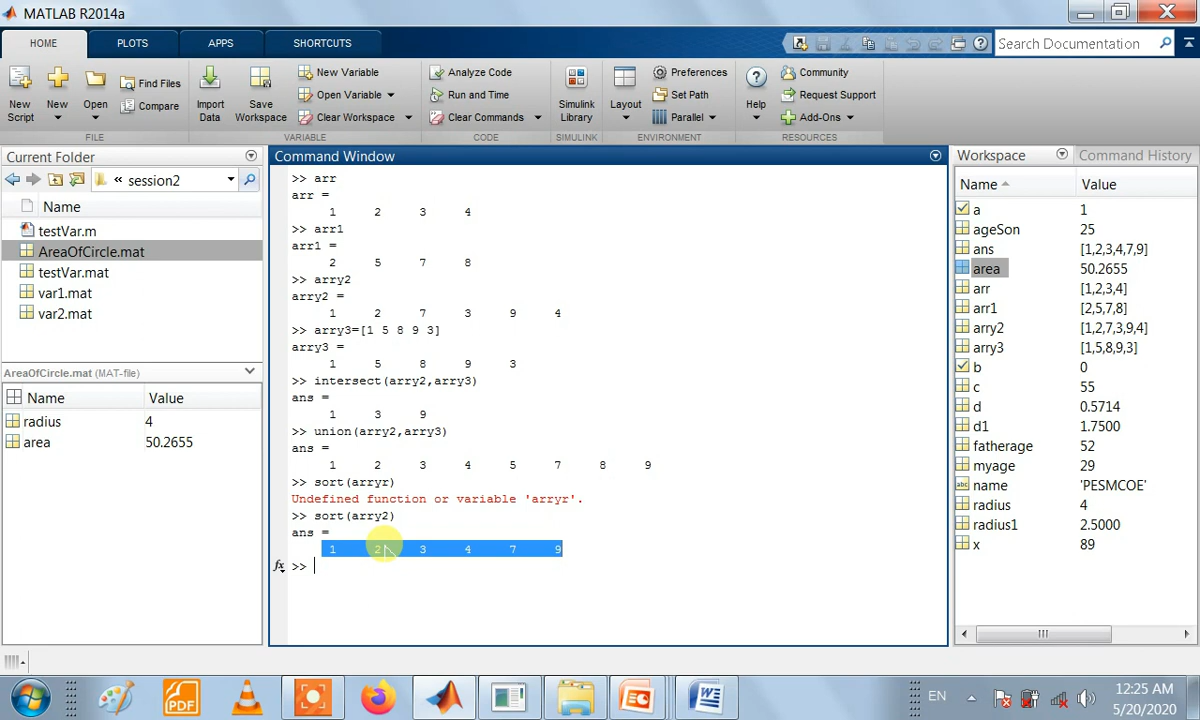 MATLAB R2014a
HOME PLOTS APPS SHORTCUTS Search Documentation
New Script New Open Find Files Compare Import Data Save Workspace New Variable Open Variable Clear Workspace Analyze Code Run and Time Clear Commands Simulink Library Layout Preferences Set Path Parallel Help Community Request Support Add-Ons
FILE VARIABLE CODE SIMULINK ENVIRONMENT RESOURCES
Current Folder
« session2
Name
testVar.m
AreaOfCircle.mat
testVar.mat
var1.mat
var2.mat
AreaOfCircle.mat (MAT-file)
Name Value
radius 4
area 50.2655
Command Window
>> arr
arr =
1 2 3 4
>> arr1
arr1 =
2 5 7 8
>> arry2
arry2 =
1 2 7 3 9 4
>> arry3=[1 5 8 9 3]
arry3 =
1 5 8 9 3
>> intersect(arry2,arry3)
ans =
1 3 9
>> union(arry2,arry3)
ans =
1 2 3 4 5 7 8 9
>> sort(arryr)
Undefined function or variable 'arryr'.
>> sort(arry2)
ans =
1 2 3 4 7 9
fx >>
Workspace Command History
Name Value
a 1
ageSon 25
ans [1,2,3,4,7,9]
area 50.2655
arr [1,2,3,4]
arr1 [2,5,7,8]
arry2 [1,2,7,3,9,4]
arry3 [1,5,8,9,3]
b 0
c 55
d 0.5714
d1 1.7500
fatherage 52
myage 29
name 'PESMCOE'
radius 4
radius1 2.5000
x 89
PDF
EN
12:25 AM
5/20/2020